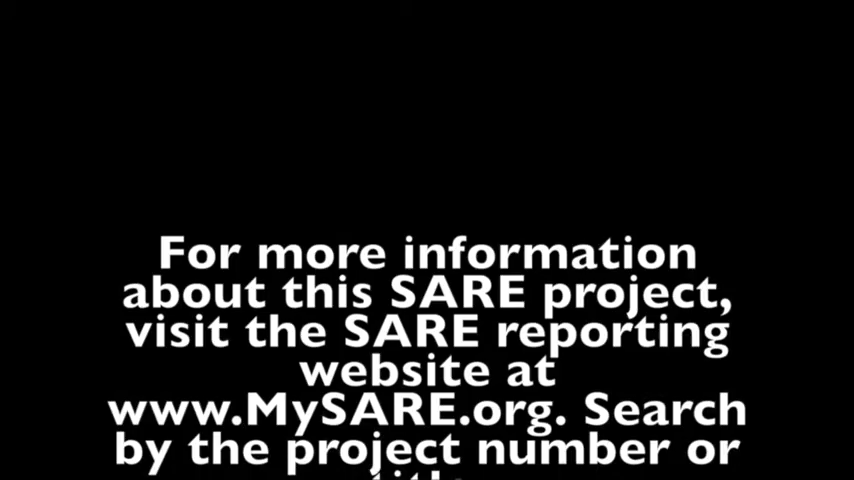 For more information
about this SARE project,
visit the SARE reporting
website at
www.MySARE.org. Search
by the project number or